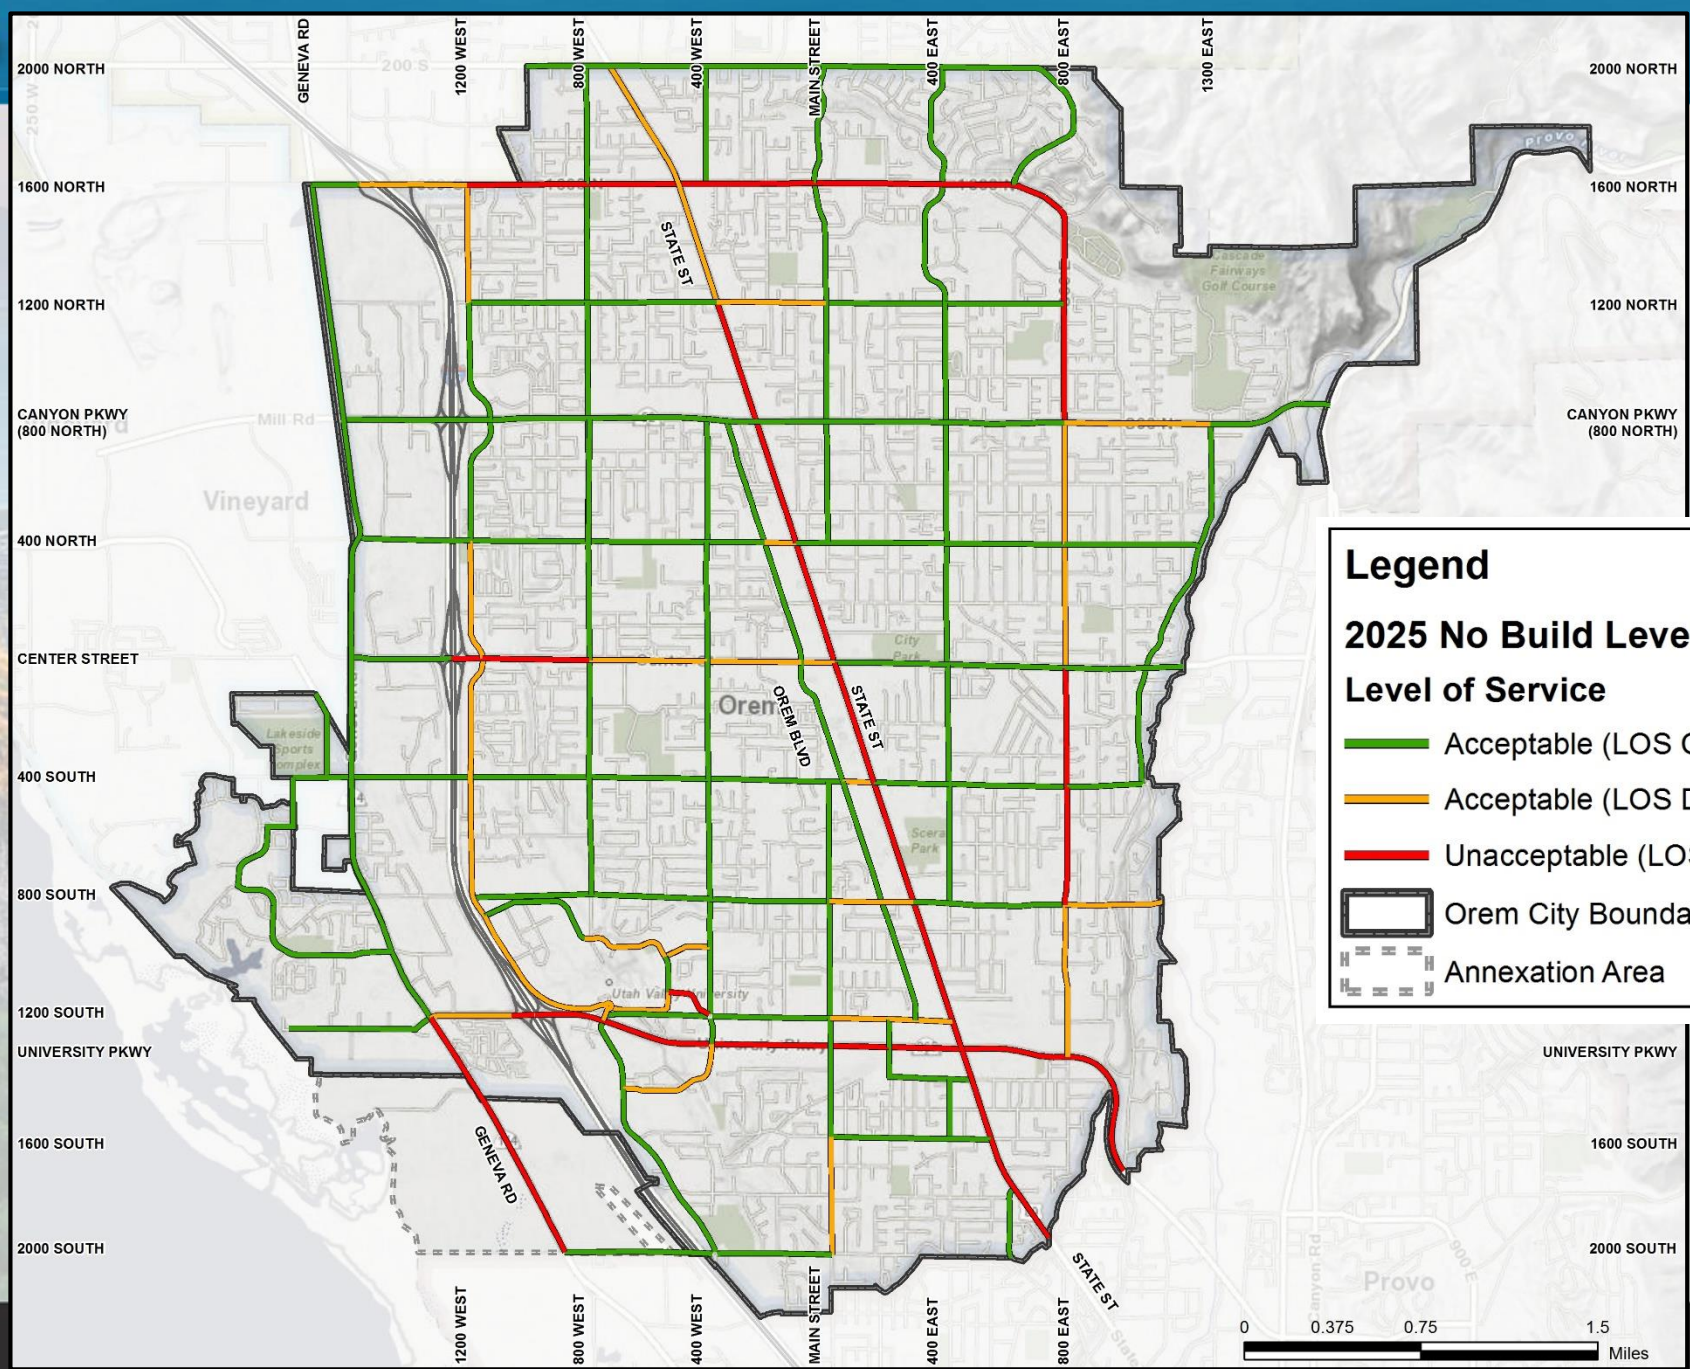 GENEVA RD
1200 WEST
800 WEST
400 WEST
MAIN STREET
400 EAST
800 EAST
1300 EAST
2000 NORTH
200 S
2000 NORTH
1600 NORTH
1600 NORTH
STATE ST
Cascade
Fairways
Golf Course
1200 NORTH
1200 NORTH
CANYON PKWY
(800 NORTH)
Mill Rd
CANYON PKWY
(800 NORTH)
Vineyard
400 NORTH
Legend
2025 No Build Leve
Level of Service
Acceptable (LOS C
Acceptable (LOS D
Unacceptable (LOS
Orem City Bounda
Annexation Area
CENTER STREET
City
Park
Orem
OREM BLVD
STATE ST
Lakeside
Sports
Complex
400 SOUTH
Scera
Park
800 SOUTH
Utah Valley University
1200 SOUTH
UNIVERSITY PKWY
UNIVERSITY PKWY
GENEVA RD
1600 SOUTH
1600 SOUTH
2000 SOUTH
2000 SOUTH
STATE ST
Provo
900 E
1200 WEST
800 WEST
400 WEST
MAIN STREET
400 EAST
800 EAST
0 0.375 0.75 1.5
Miles